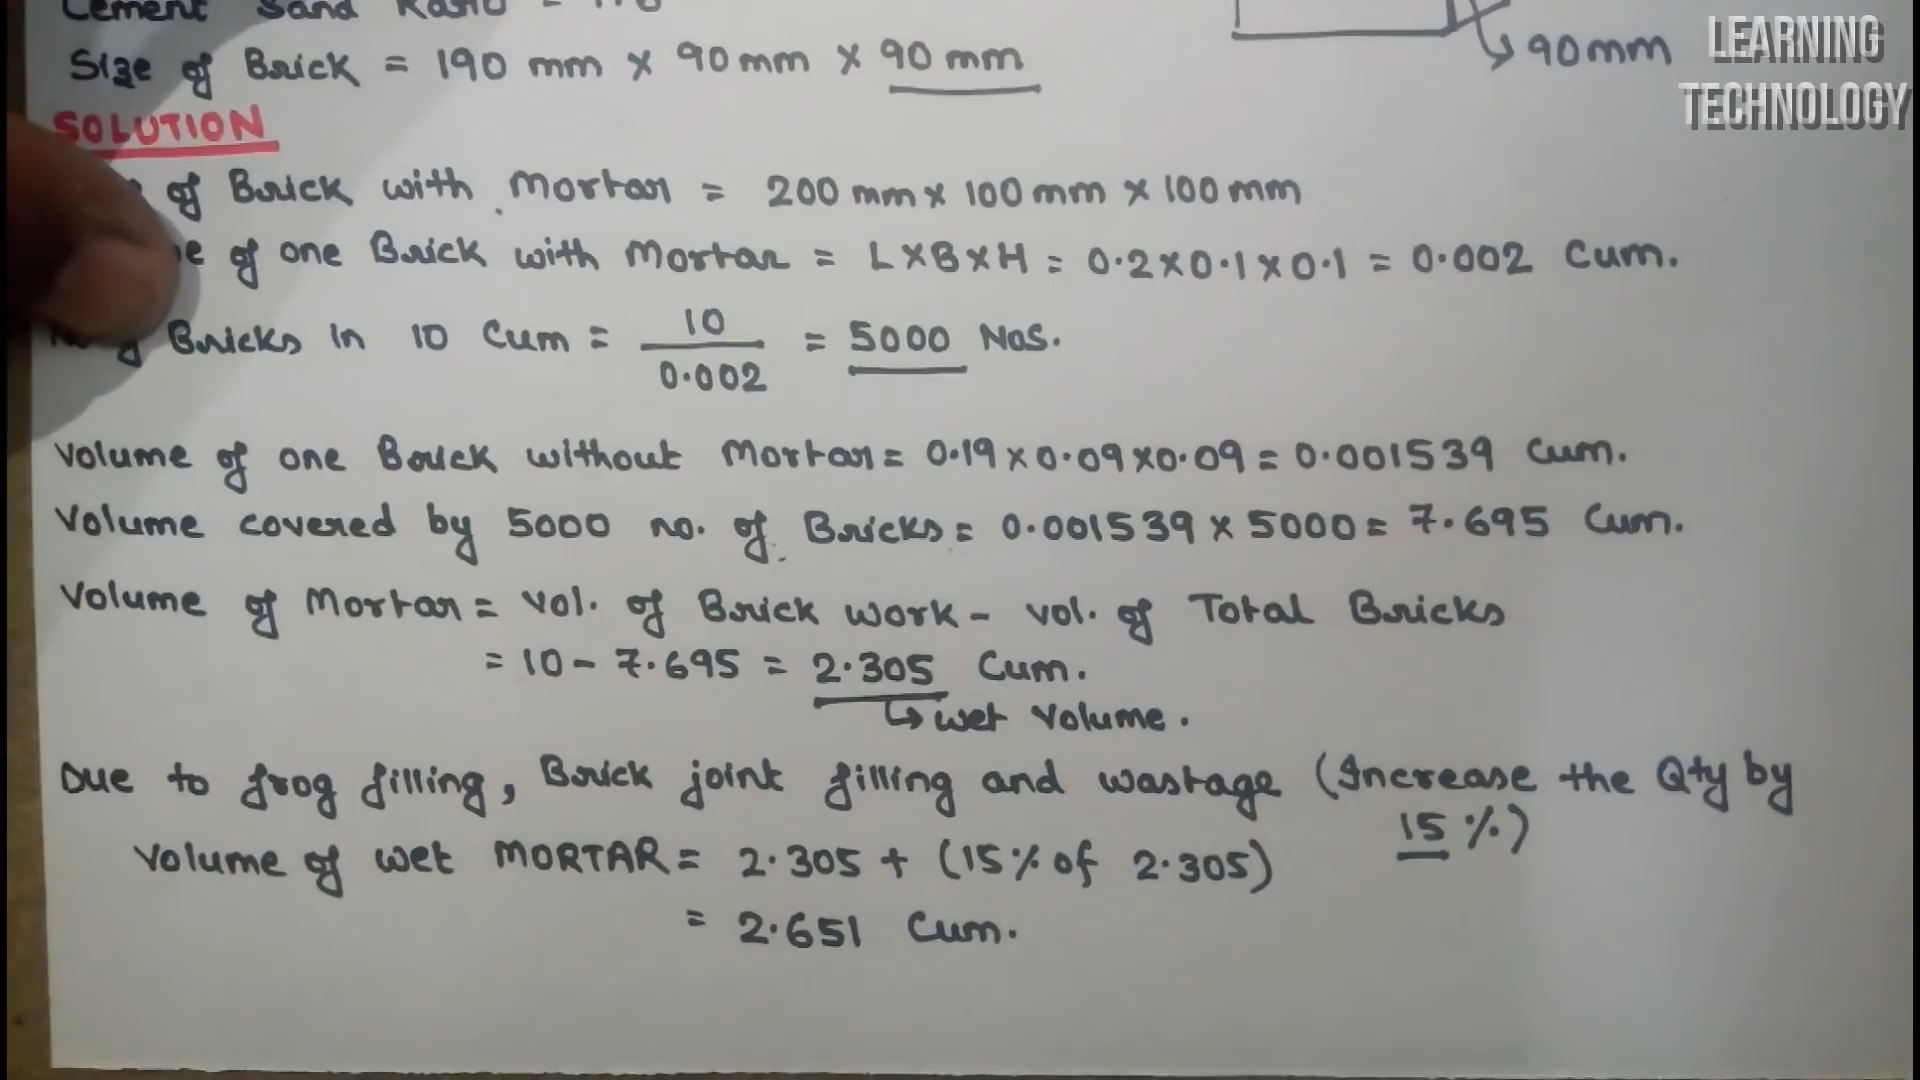 Cement Sand Ratio =
90mm
LEARNING
TECHNOLOGY
Size of Brick = 190 mm x 90 mm x 90 mm
SOLUTION
of Brick with Mortar = 200 mm x 100 mm x 100 mm
of one Brick with Mortar = L x B x H = 0.2 x 0.1 x 0.1 = 0.002 Cum.
Bricks in 10 Cum = 10 / 0.002 = 5000 Nos.
Volume of one Brick without Mortar = 0.19 x 0.09 x 0.09 = 0.001539 Cum.
Volume covered by 5000 no. of Bricks = 0.001539 x 5000 = 7.695 Cum.
Volume of Mortar = Vol. of Brick work - vol. of Total Bricks
= 10 - 7.695 = 2.305 Cum.
↳ wet Volume.
Due to frog filling, Brick joint filling and wastage (Increase the Qty by
15 %)
Volume of wet MORTAR = 2.305 + (15% of 2.305)
= 2.651 Cum.